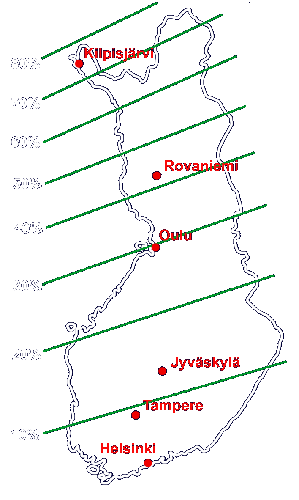 Kilpisjärvi
80%
70%
60%
Rovaniemi
50%
40%
Oulu
30%
20%
Jyväskylä
Tampere
10%
Helsinki